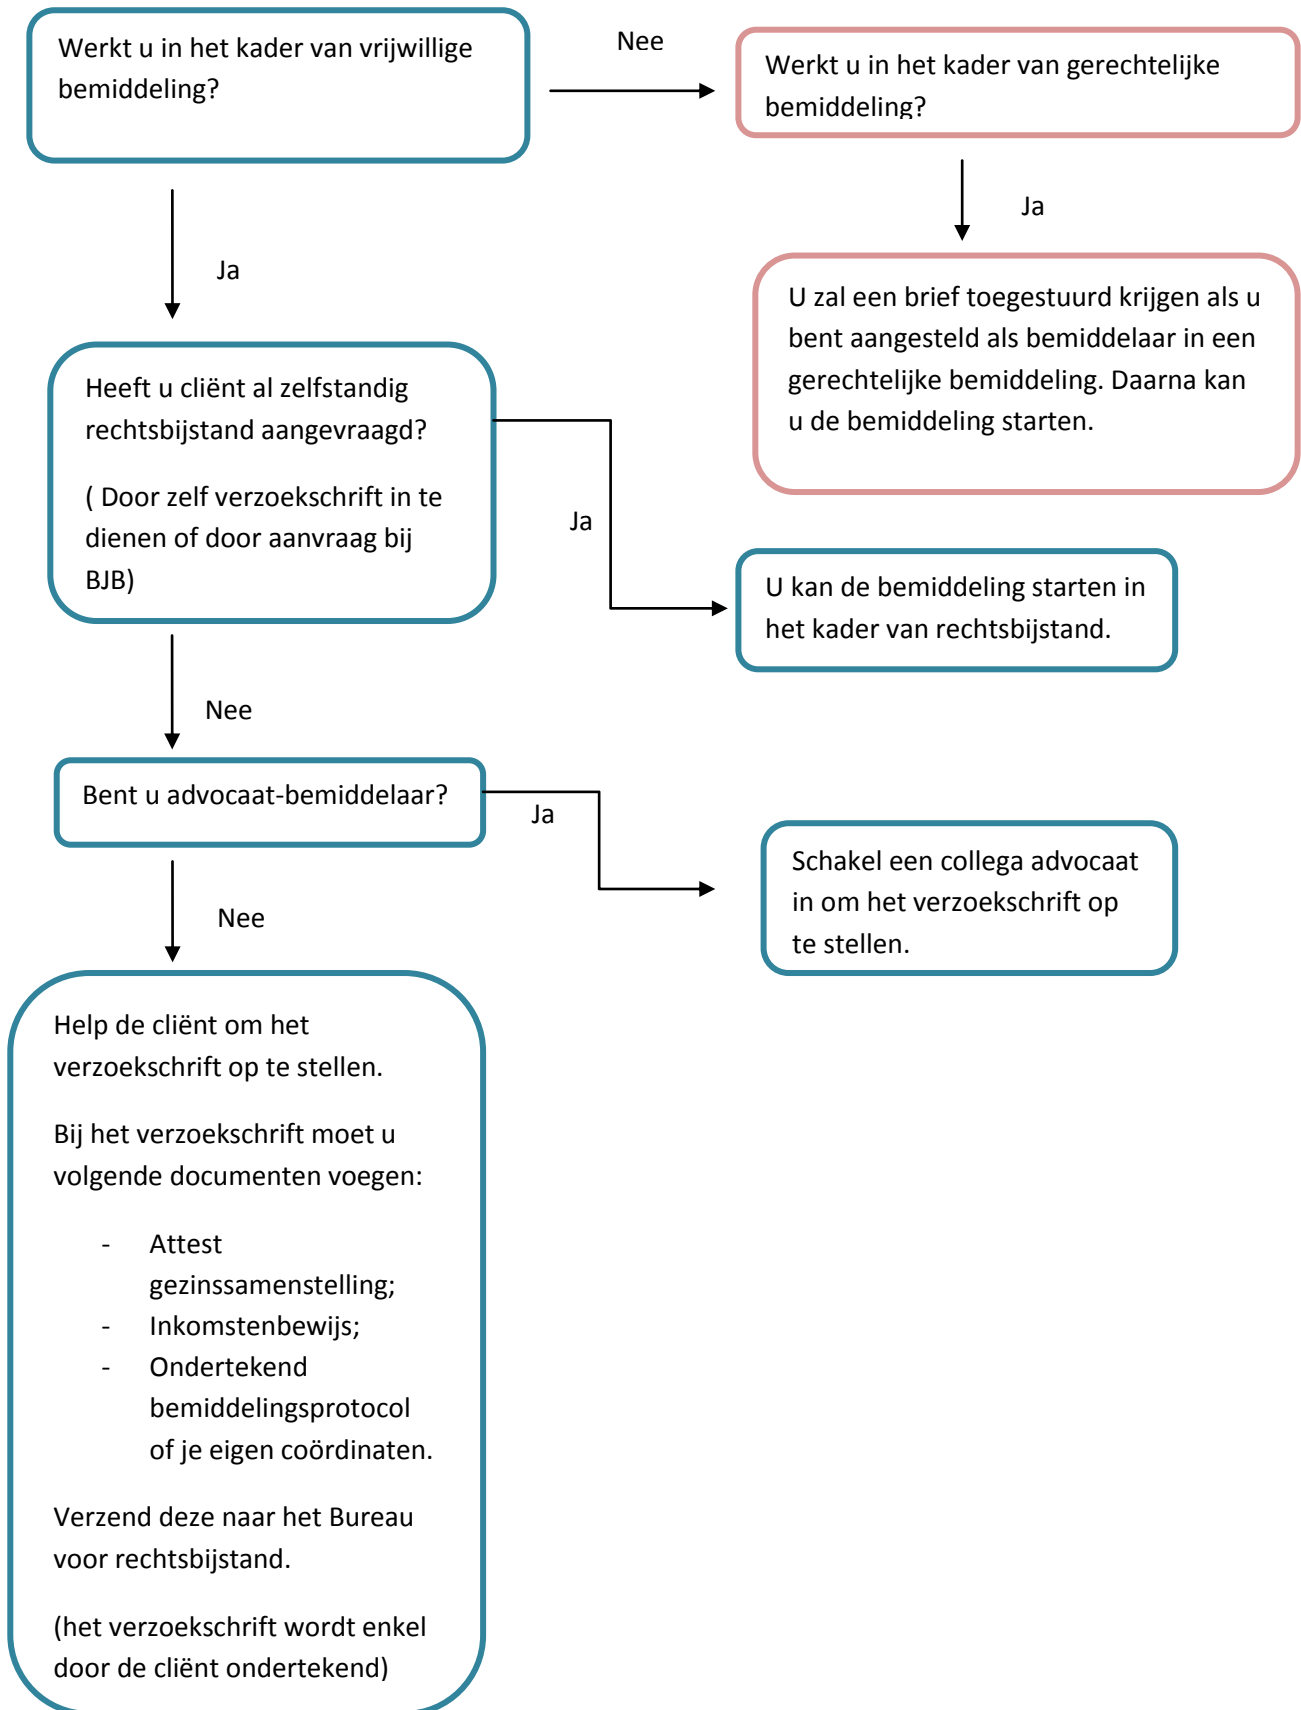 Werkt u in het kader van vrijwillige
bemiddeling?
Nee
Werkt u in het kader van gerechtelijke
bemiddeling?
Ja
Ja
U zal een brief toegestuurd krijgen als u
bent aangesteld als bemiddelaar in een
gerechtelijke bemiddeling. Daarna kan
u de bemiddeling starten.
Heeft u cliënt al zelfstandig
rechtsbijstand aangevraagd?
( Door zelf verzoekschrift in te
dienen of door aanvraag bij
BJB)
Ja
U kan de bemiddeling starten in
het kader van rechtsbijstand.
Nee
Bent u advocaat-bemiddelaar?
Ja
Schakel een collega advocaat
in om het verzoekschrift op
te stellen.
Nee
Help de cliënt om het
verzoekschrift op te stellen.
Bij het verzoekschrift moet u
volgende documenten voegen:
- Attest
gezinssamenstelling;
- Inkomstenbewijs;
- Ondertekend
bemiddelingsprotocol
of je eigen coördinaten.
Verzend deze naar het Bureau
voor rechtsbijstand.
(het verzoekschrift wordt enkel
door de cliënt ondertekend)